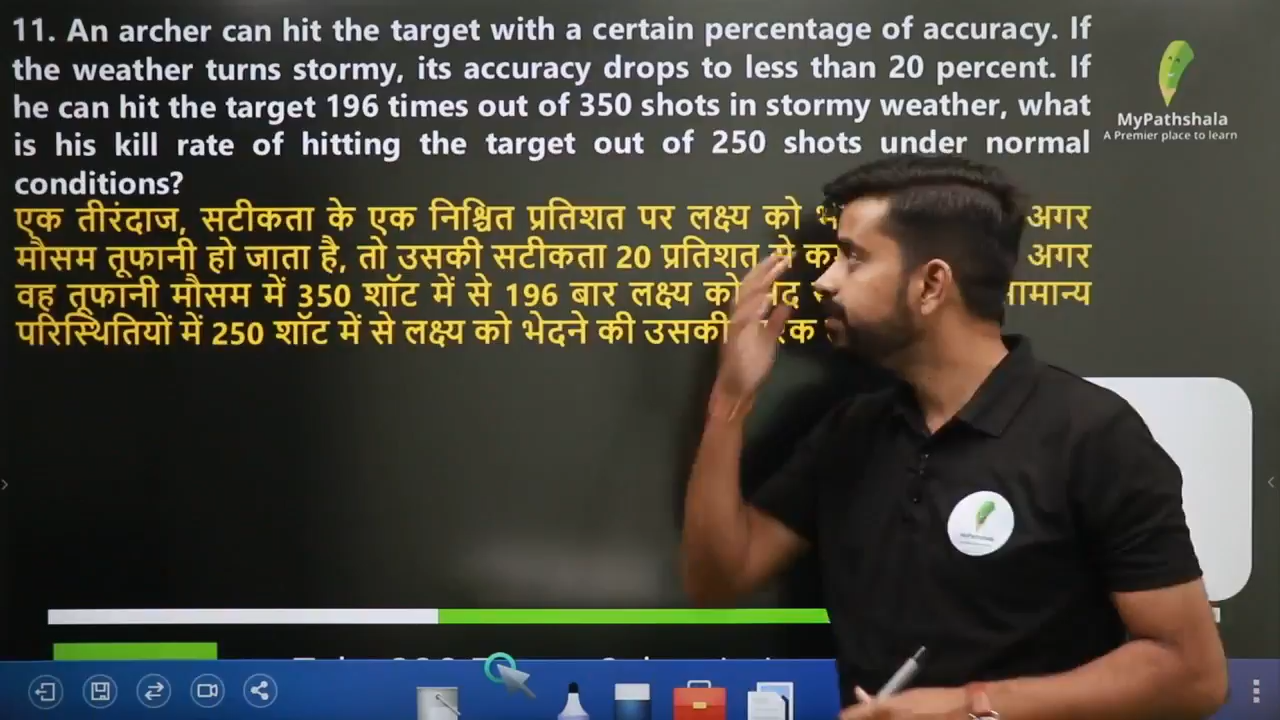 11. An archer can hit the target with a certain percentage of accuracy. If
the weather turns stormy, its accuracy drops to less than 20 percent. If
he can hit the target 196 times out of 350 shots in stormy weather, what
is his kill rate of hitting the target out of 250 shots under normal
conditions?
MyPathshala
A Premier place to learn
एक तीरंदाज, सटीकता के एक निश्चित प्रतिशत पर लक्ष्य को अगर
मौसम तूफानी हो जाता है, तो उसकी सटीकता 20 प्रतिशत से अगर
वह तूफानी मौसम में 350 शॉट में से 196 बार लक्ष्य को
परिस्थितियों में 250 शॉट में से लक्ष्य को भेदने की उसकी
MyPathshala